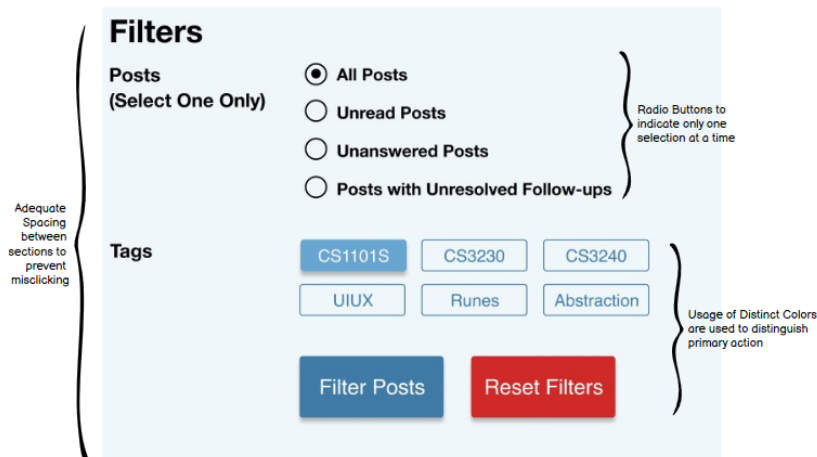 Filters
Posts
(Select One Only)
All Posts
Unread Posts
Unanswered Posts
Posts with Unresolved Follow-ups
Radio Buttons to
indicate only one
selection at a time
Adequate
Spacing
between
sections to
prevent
misclicking
Tags
CS1101S CS3230 CS3240
UIUX Runes Abstraction
Filter Posts Reset Filters
Usage of Distinct Colors
are used to distinguish
primary action